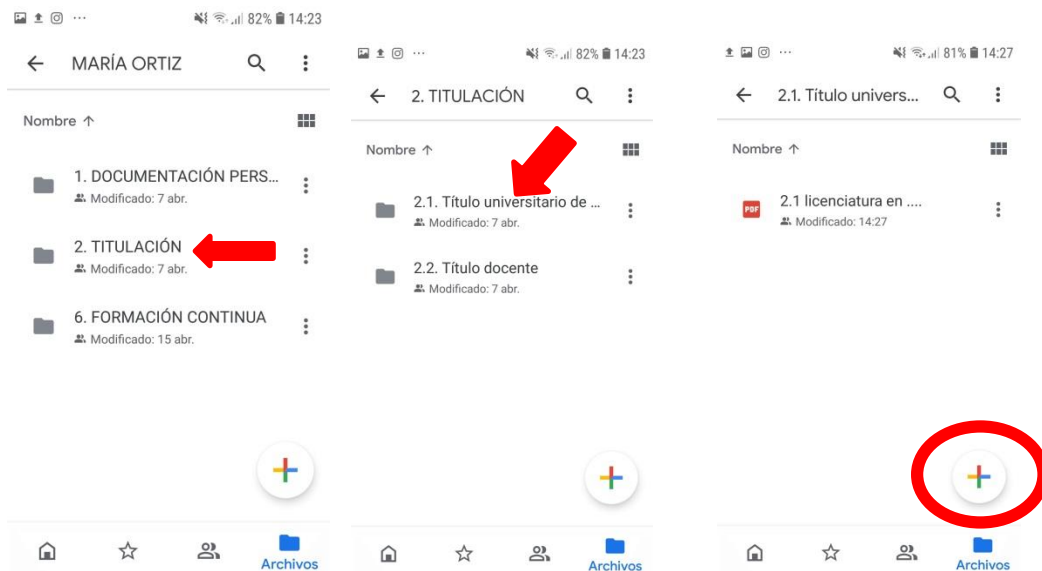 82% 14:23
MARÍA ORTIZ
Nombre ↑
1. DOCUMENTACIÓN PERS...
Modificado: 7 abr.
2. TITULACIÓN
Modificado: 7 abr.
6. FORMACIÓN CONTINUA
Modificado: 15 abr.
Archivos
82% 14:23
2. TITULACIÓN
Nombre ↑
2.1. Título universitario de ...
Modificado: 7 abr.
2.2. Título docente
Modificado: 7 abr.
Archivos
81% 14:27
2.1. Título univers...
Nombre ↑
PDF
2.1 licenciatura en ....
Modificado: 14:27
Archivos